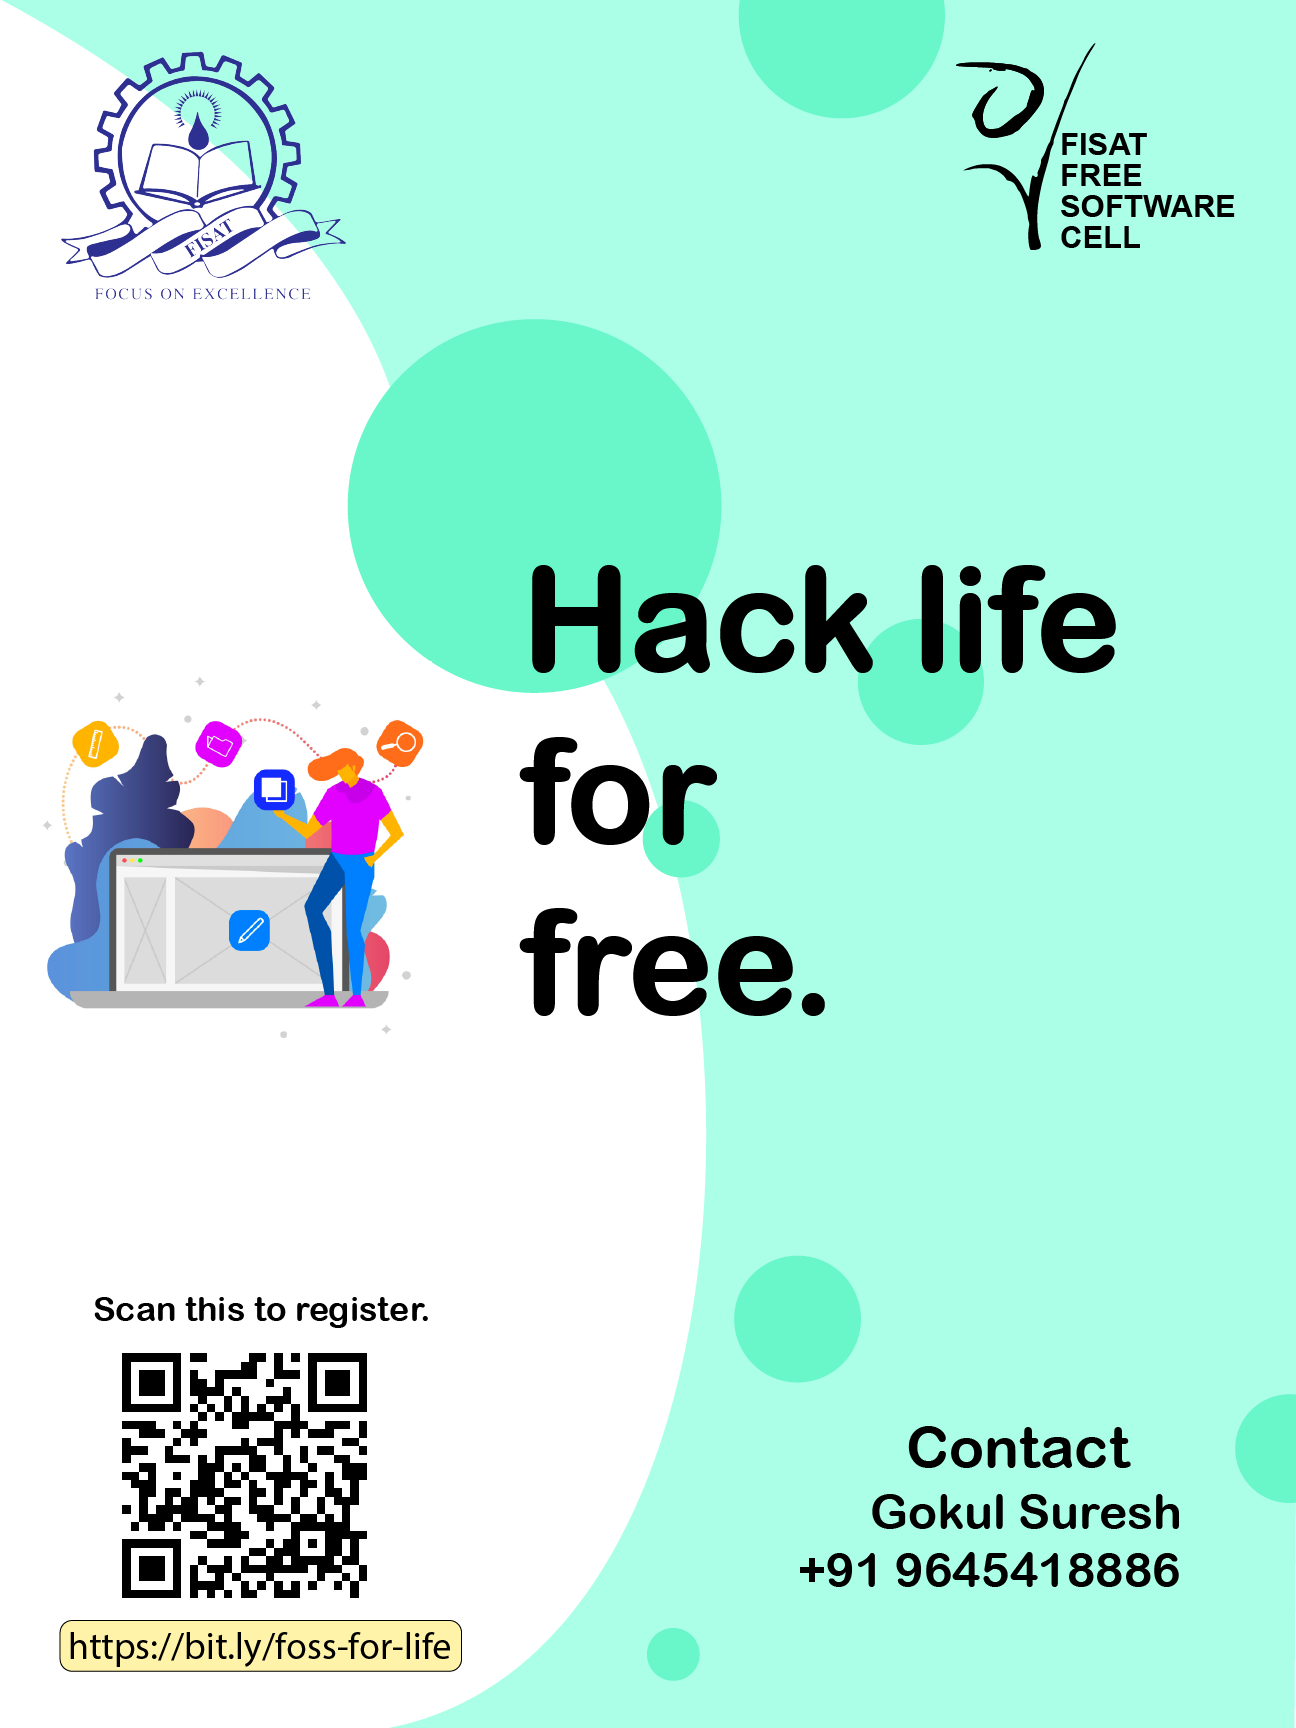 FISAT
FOCUS ON EXCELLENCE
FISAT
FREE
SOFTWARE
CELL
Hack life
for
free.
Scan this to register.
https://bit.ly/foss-for-life
Contact
Gokul Suresh
+91 9645418886